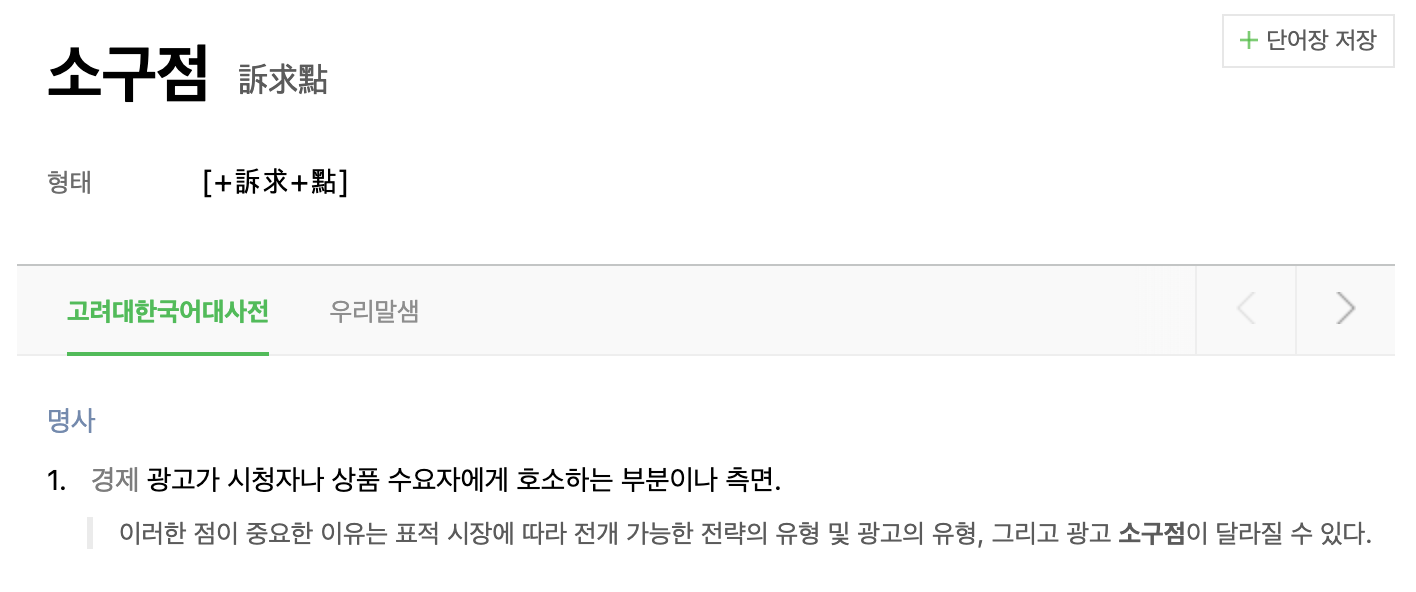 소구점 訴求點
+ 단어장 저장
형태 [+訴求+點]
고려대한국어대사전 우리말샘
명사
1. 경제 광고가 시청자나 상품 수요자에게 호소하는 부분이나 측면.
이러한 점이 중요한 이유는 표적 시장에 따라 전개 가능한 전략의 유형 및 광고의 유형, 그리고 광고 소구점이 달라질 수 있다.